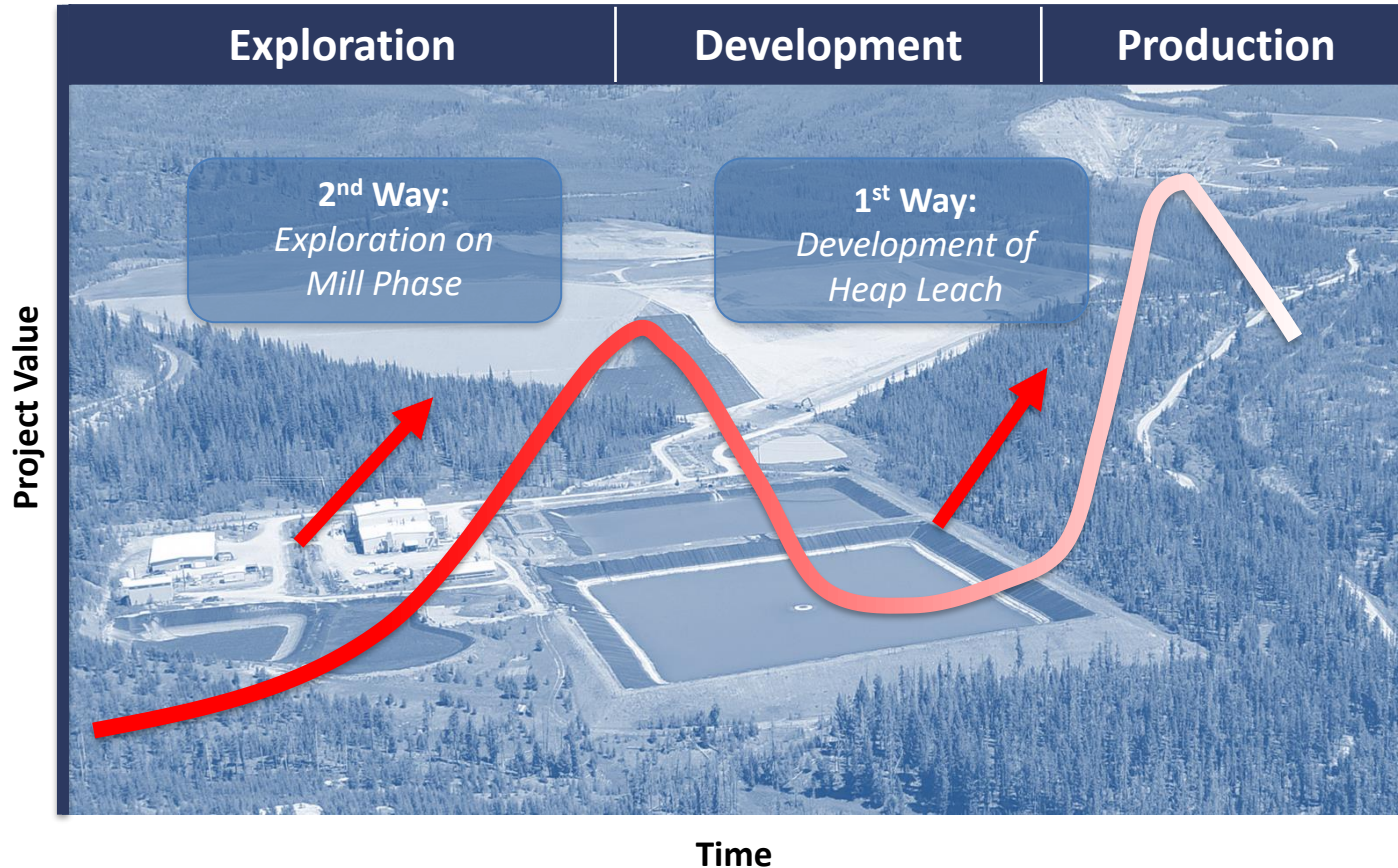 Exploration
Development
Production
2nd Way:
Exploration on
Mill Phase
1st Way:
Development of
Heap Leach
Project Value
Time